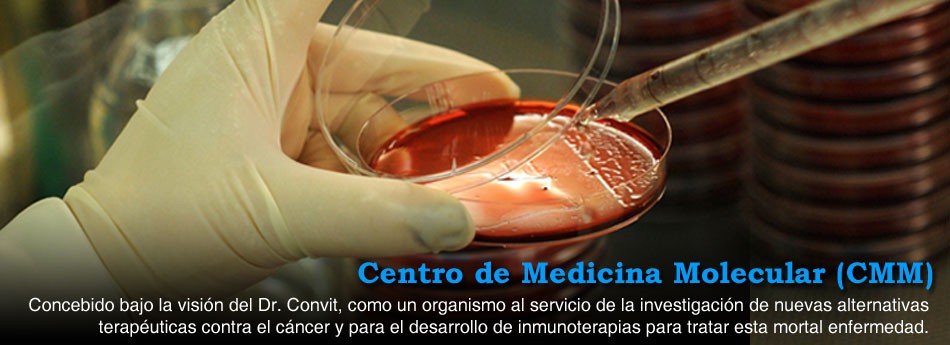 Centro de Medicina Molecular (CMM)
Concebido bajo la visión del Dr. Convit, como un organismo al servicio de la investigación de nuevas alternativas
terapéuticas contra el cáncer y para el desarrollo de inmunoterapias para tratar esta mortal enfermedad.